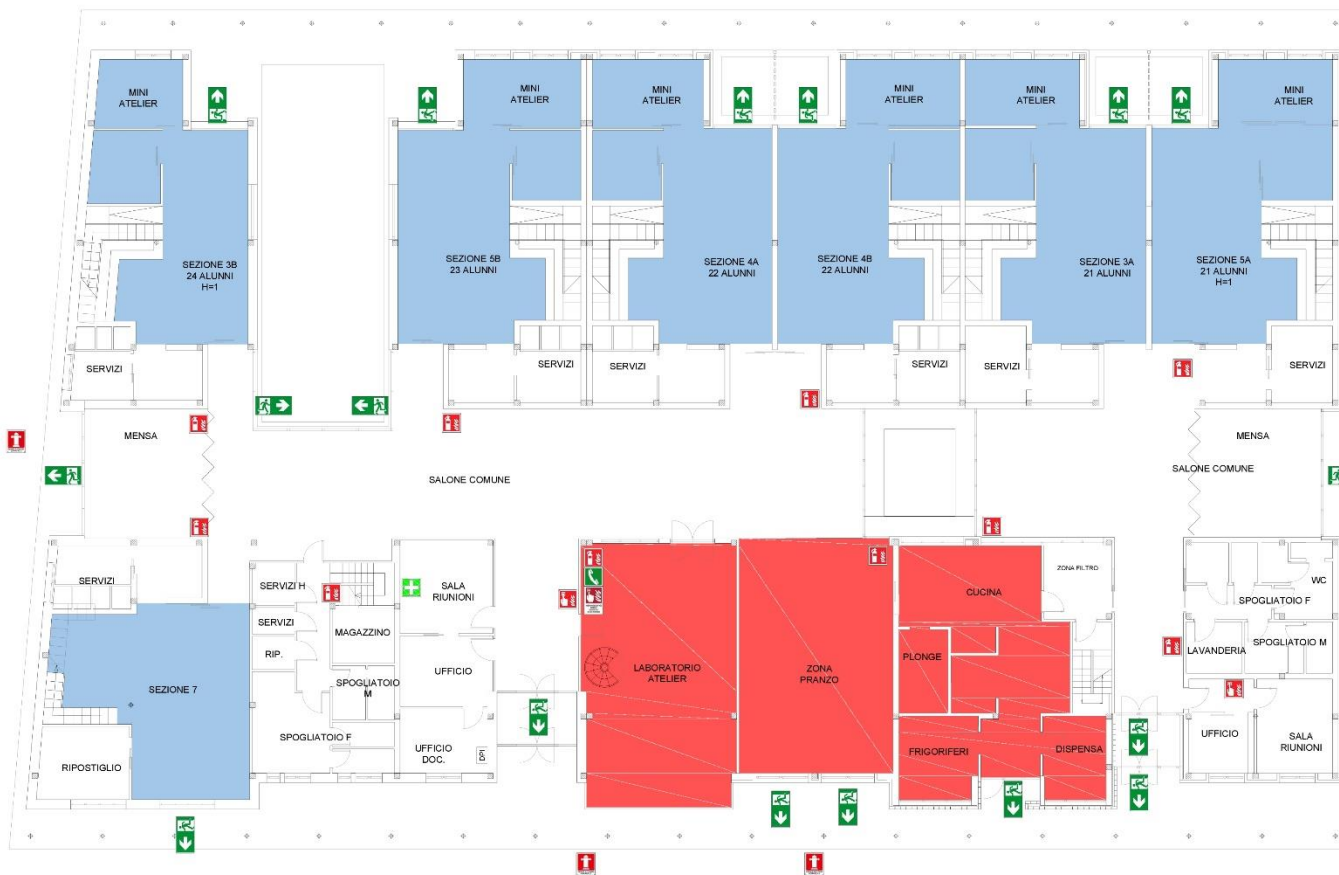 MINI
ATELIER
MINI
ATELIER
MINI
ATELIER
MINI
ATELIER
MINI
ATELIER
MINI
ATELIER
SEZIONE 3B
24 ALUNNI
H=1
SEZIONE 5B
23 ALUNNI
SEZIONE 4A
22 ALUNNI
SEZIONE 4B
22 ALUNNI
SEZIONE 3A
21 ALUNNI
SEZIONE 5A
21 ALUNNI
H=1
SERVIZI
SERVIZI
SERVIZI
SERVIZI
SERVIZI
SERVIZI
MENSA
SALONE COMUNE
MENSA
SALONE COMUNE
SERVIZI
SERVIZI H
SERVIZI
RIP.
MAGAZZINO
SALA
RIUNIONI
SPOGLIATOIO
M
UFFICIO
SEZIONE 7
SPOGLIATOIO F
UFFICIO
DOC.
DPI
RIPOSTIGLIO
LABORATORIO
ATELIER
ZONA
PRANZO
CUCINA
ZONA FILTRO
PLONGE
FRIGORIFERI
DISPENSA
WC
SPOGLIATOIO F
LAVANDERIA
SPOGLIATOIO M
UFFICIO
SALA
RIUNIONI